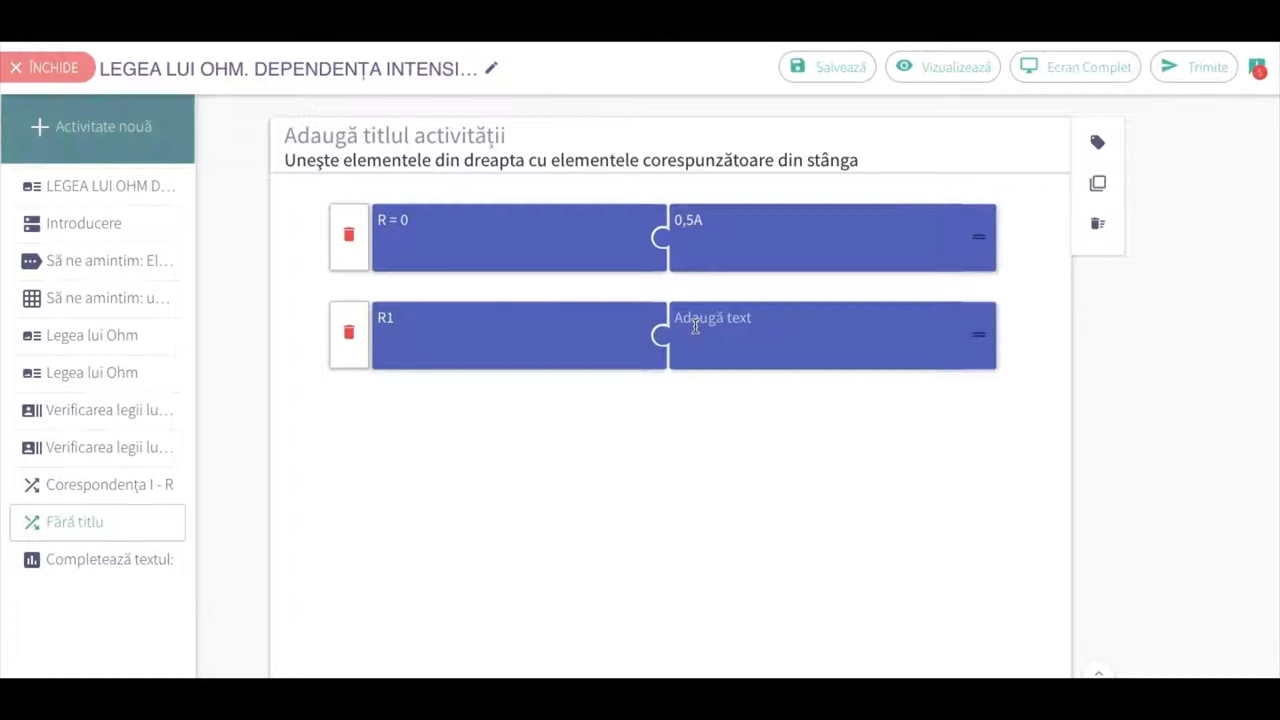 ÎNCHIDE
LEGEA LUI OHM. DEPENDENȚA INTENSI...
Salvează
Vizualizează
Ecran Complet
Trimite
Activitate nouă
LEGEA LUI OHM D...
Introducere
Să ne amintim: El...
Să ne amintim: u...
Legea lui Ohm
Legea lui Ohm
Verificarea legii lu...
Verificarea legii lu...
Corespondența I - R
Fără titlu
Completează textul:
Adaugă titlul activității
Uneşte elementele din dreapta cu elementele corespunzătoare din stânga
R = 0
0,5A
R1
Adaugă text